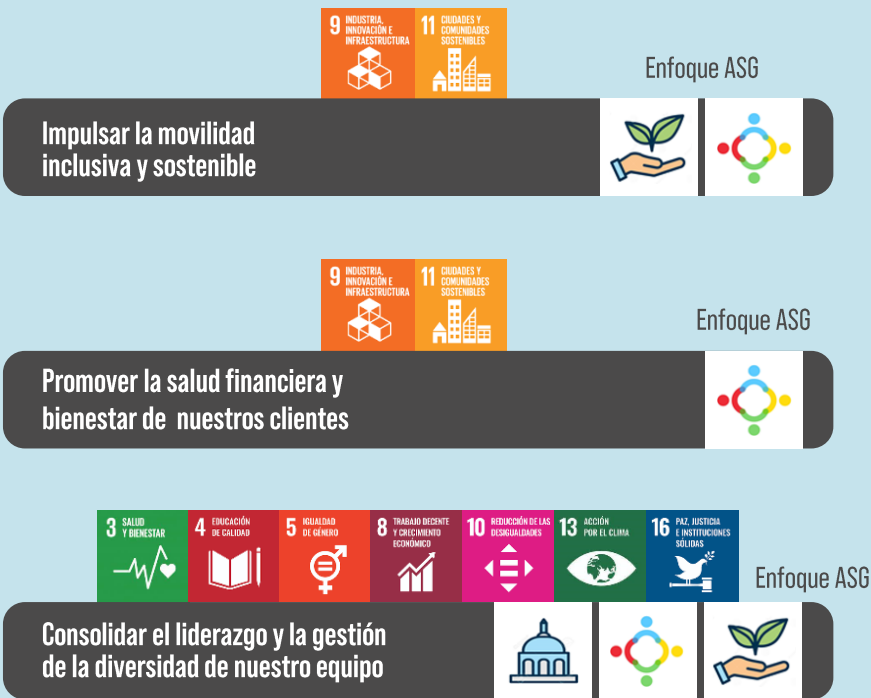 9 INDUSTRIA,
INNOVACIÓN E
INFRAESTRUCTURA
11 CIUDADES Y
COMUNIDADES
SOSTENIBLES
Enfoque ASG
Impulsar la movilidad
inclusiva y sostenible
9 INDUSTRIA,
INNOVACIÓN E
INFRAESTRUCTURA
11 CIUDADES Y
COMUNIDADES
SOSTENIBLES
Enfoque ASG
Promover la salud financiera y
bienestar de nuestros clientes
3 SALUD
Y BIENESTAR
4 EDUCACIÓN
DE CALIDAD
5 IGUALDAD
DE GÉNERO
8 TRABAJO DECENTE
Y CRECIMIENTO
ECONÓMICO
10 REDUCCIÓN DE LAS
DESIGUALDADES
13 ACCIÓN
POR EL CLIMA
16 PAZ, JUSTICIA
E INSTITUCIONES
SÓLIDAS
Enfoque ASG
Consolidar el liderazgo y la gestión
de la diversidad de nuestro equipo